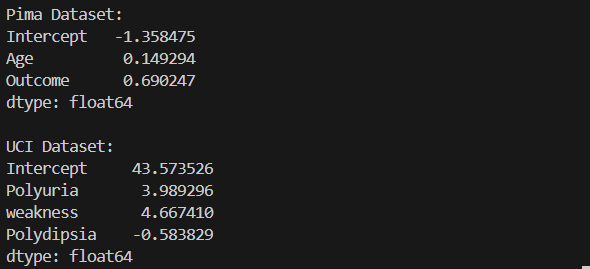 Pima Dataset:
Intercept   -1.358475
Age          0.149294
Outcome      0.690247
dtype: float64

UCI Dataset:
Intercept     43.573526
Polyuria       3.989296
weakness       4.667410
Polydipsia    -0.583829
dtype: float64